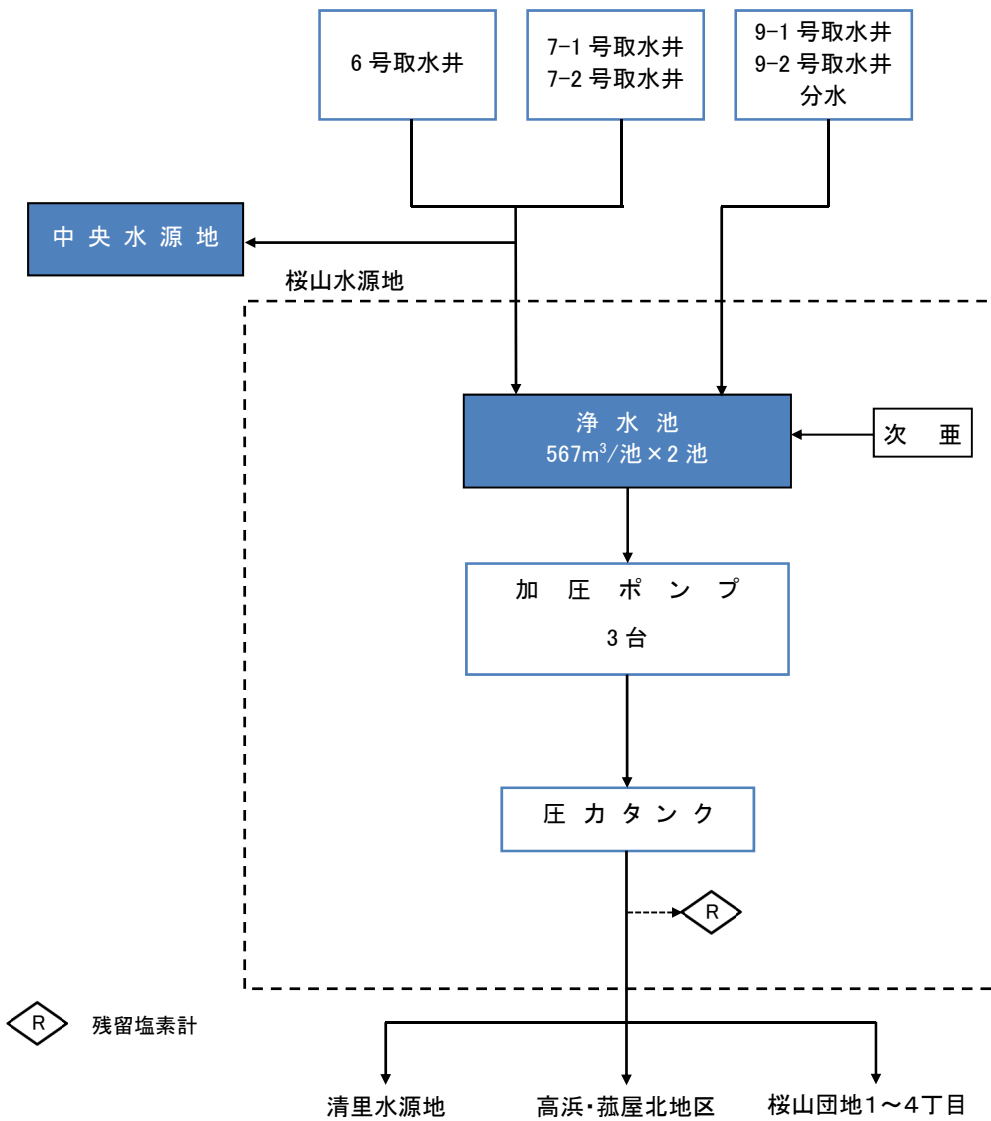 6 号取水井
7-1 号取水井
7-2 号取水井
9-1 号取水井
9-2 号取水井
分水
中 央 水 源 地
桜山水源地
浄 水 池
567m³/池×2 池
次 亜
加 圧 ポ ン プ
3 台
圧 力 タ ン ク
R
R 残留塩素計
清里水源地 高浜・菰屋北地区 桜山団地1～4丁目